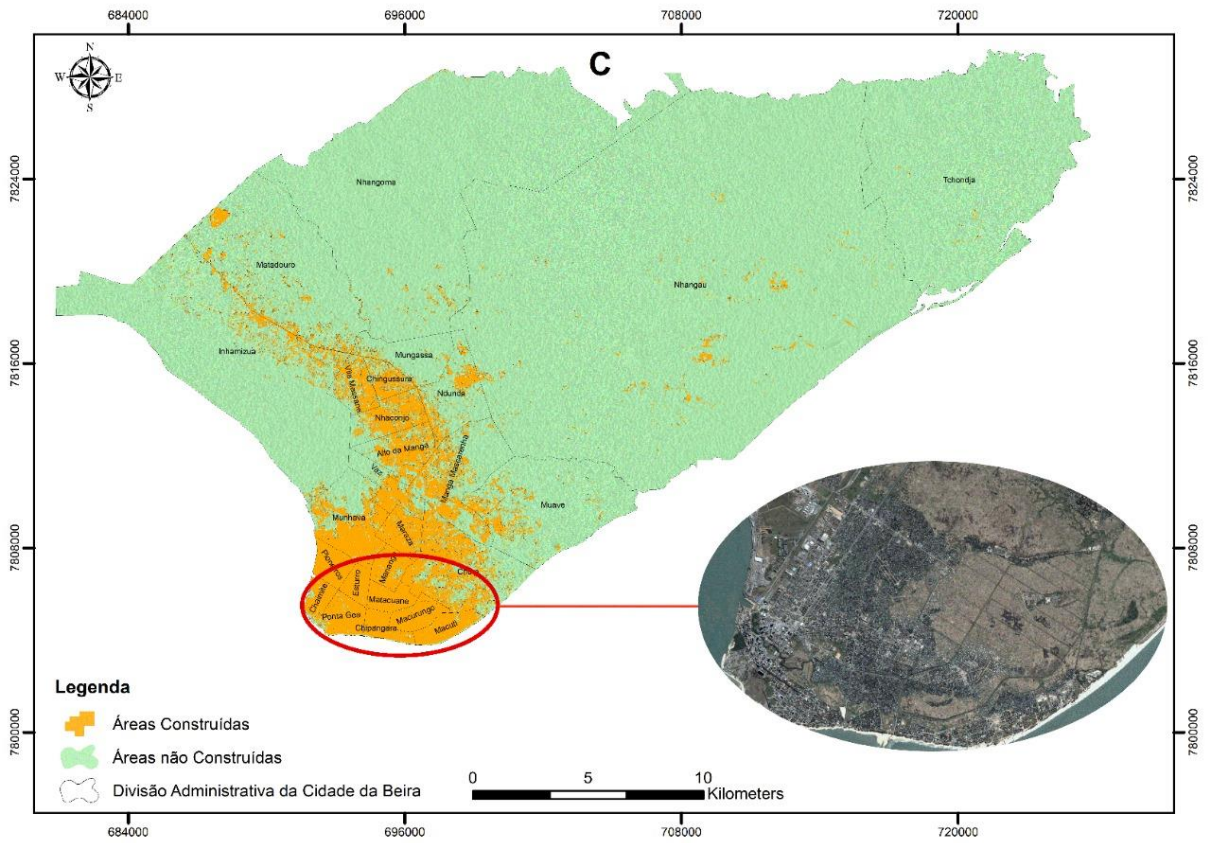 684000
696000
708000
720000
N
W
E
S
C
7824000
7824000
Nhangoma
Tchondja
Matadouro
Nhangau
7816000
7816000
Inhamizua
Mungassa
Vila Massane
Chingussura
Ndunda
Nhaconjo
Alto da Manga
Vaz
Manga Mascarenha
Muave
Munhava
Maraza
7808000
7808000
Pioneiros
Esturro
Mananga
Chaimite
Matacuane
Ponta Gea
Macurungo
Chipangara
Macuti
Legenda
Áreas Construídas
Áreas não Construídas
Divisão Administrativa da Cidade da Beira
0
5
10
Kilometers
7800000
7800000
684000
696000
708000
720000